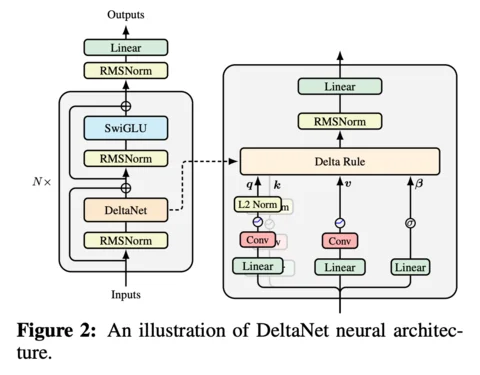 Outputs
Linear
RMSNorm
SwiGLU
RMSNorm
N×
DeltaNet
RMSNorm
Inputs
Linear
RMSNorm
Delta Rule
q k v β
L2 Norm
Conv Conv
σ
Linear Linear Linear
Figure 2: An illustration of DeltaNet neural architec-
ture.